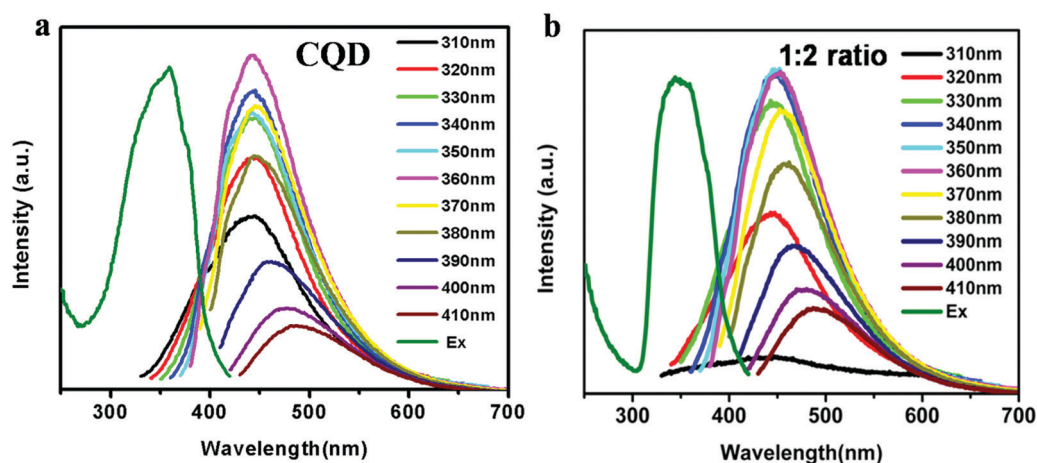 a
CQD
310nm
320nm
330nm
340nm
350nm
360nm
370nm
380nm
390nm
400nm
410nm
Ex
Intensity (a.u.)
300 400 500 600 700
Wavelength(nm)
b
1:2 ratio
310nm
320nm
330nm
340nm
350nm
360nm
370nm
380nm
390nm
400nm
410nm
Ex
Intensity (a.u.)
300 400 500 600 700
Wavelength(nm)